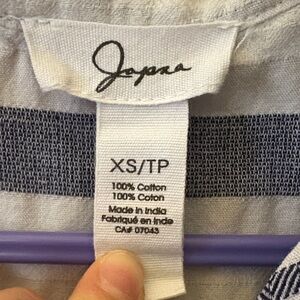 Japna
XS/TP
100% Cotton
100% Coton
Made in India
Fabriqué en Inde
CA# 07043